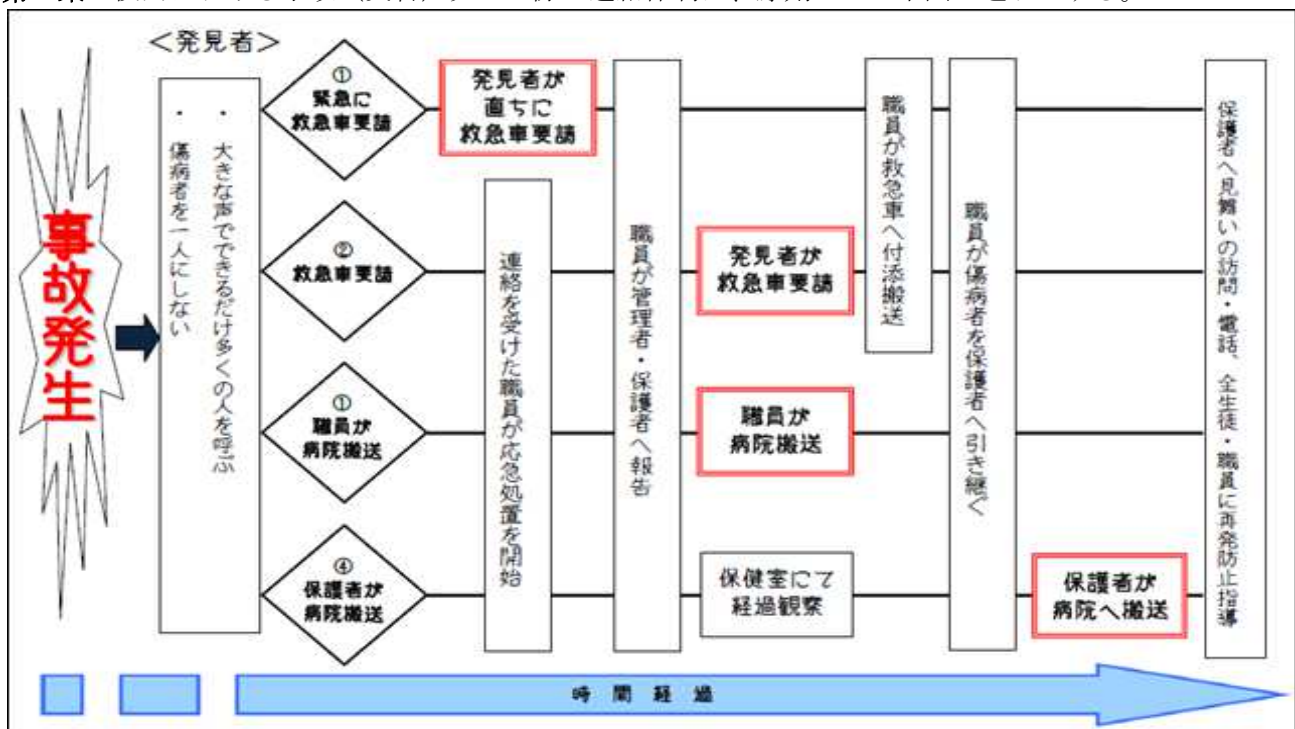 事故発生
＜発見者＞
・ 大きな声でできるだけ多くの人を呼ぶ
・ 傷病者を一人にしない
①
緊急に
救急車要請
②
救急車要請
①
職員が
病院搬送
④
保護者が
病院搬送
発見者が
直ちに
救急車要請
連絡を受けた職員が応急処置を開始
職員が管理者・保護者へ報告
発見者が
救急車要請
職員が
病院搬送
保健室にて
経過観察
職員が救急車へ付添搬送
職員が傷病者を保護者へ引き継ぐ
保護者が
病院へ搬送
保護者へ見舞いの訪問・電話、全生徒・職員に再発防止指導
時間経過